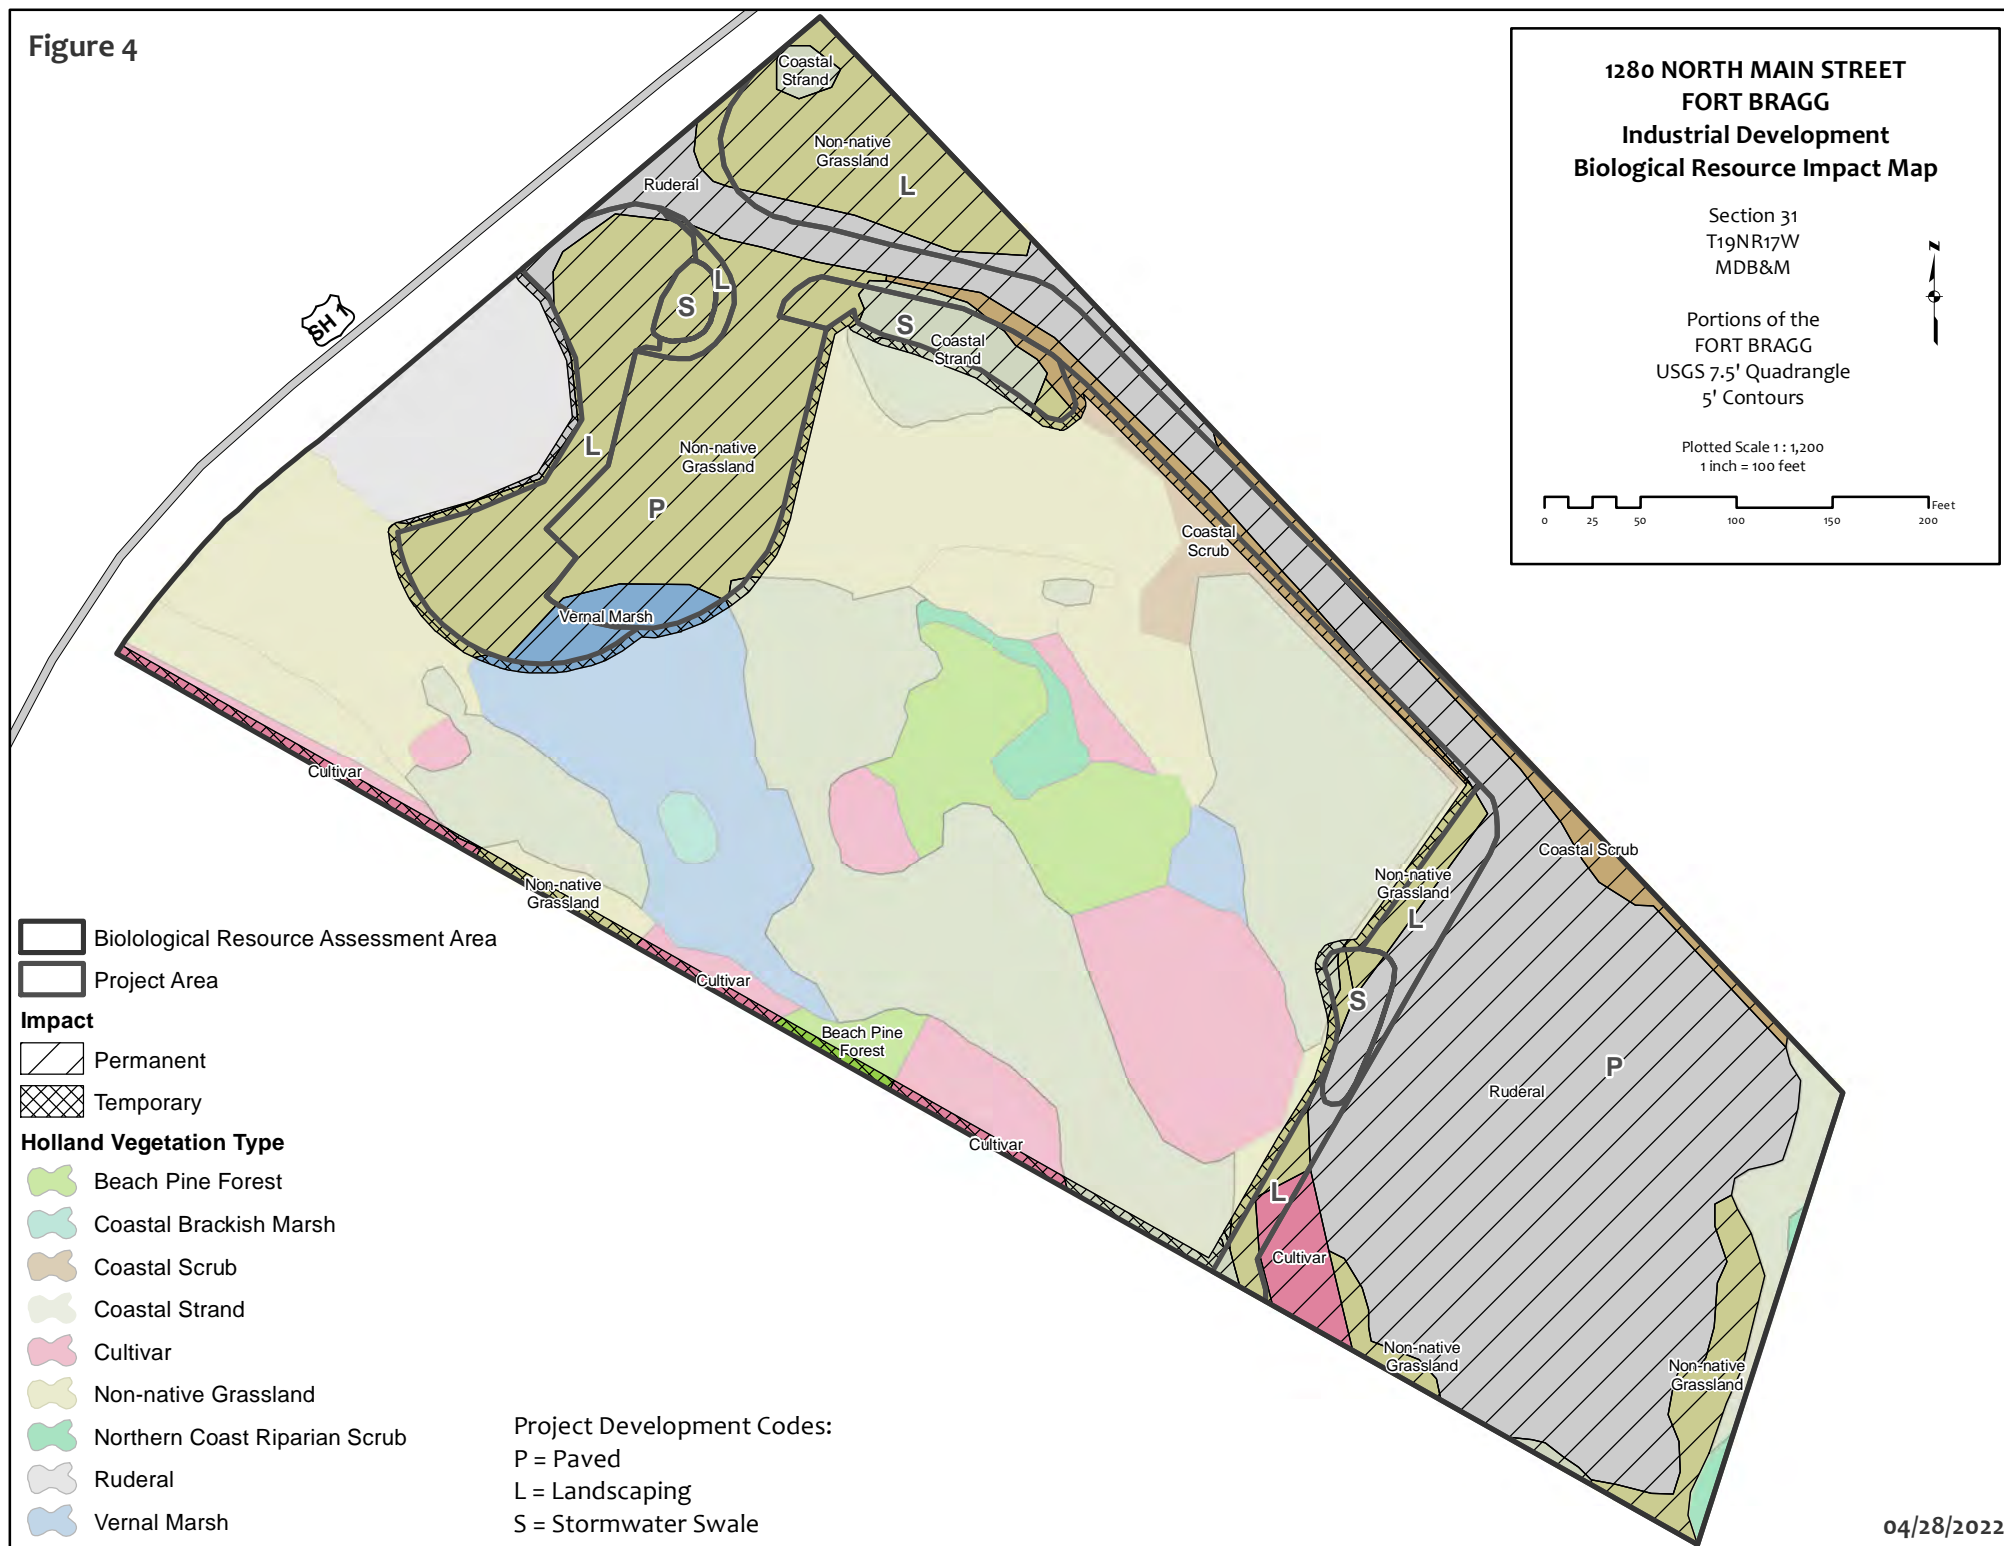 Figure 4
1280 NORTH MAIN STREET
FORT BRAGG
Industrial Development
Biological Resource Impact Map
Section 31
T19NR17W
MDB&M
Portions of the
FORT BRAGG
USGS 7.5' Quadrangle
5' Contours
Plotted Scale 1 : 1,200
1 inch = 100 feet
Feet
0 25 50 100 150 200
N
SH 1
Coastal
Strand
Non-native
Grassland
L
Ruderal
L
S
S
Coastal
Strand
L
Non-native
Grassland
P
Coastal
Scrub
Vernal Marsh
Cultivar
Coastal Scrub
Non-native
Grassland
Non-native
Grassland
L
Cultivar
S
Beach Pine
Forest
P
Ruderal
Cultivar
L
Cultivar
Non-native
Grassland
Non-native
Grassland
Biolological Resource Assessment Area
Project Area
Impact
Permanent
Temporary
Holland Vegetation Type
Beach Pine Forest
Coastal Brackish Marsh
Coastal Scrub
Coastal Strand
Cultivar
Non-native Grassland
Northern Coast Riparian Scrub
Ruderal
Vernal Marsh
Project Development Codes:
P = Paved
L = Landscaping
S = Stormwater Swale
04/28/2022